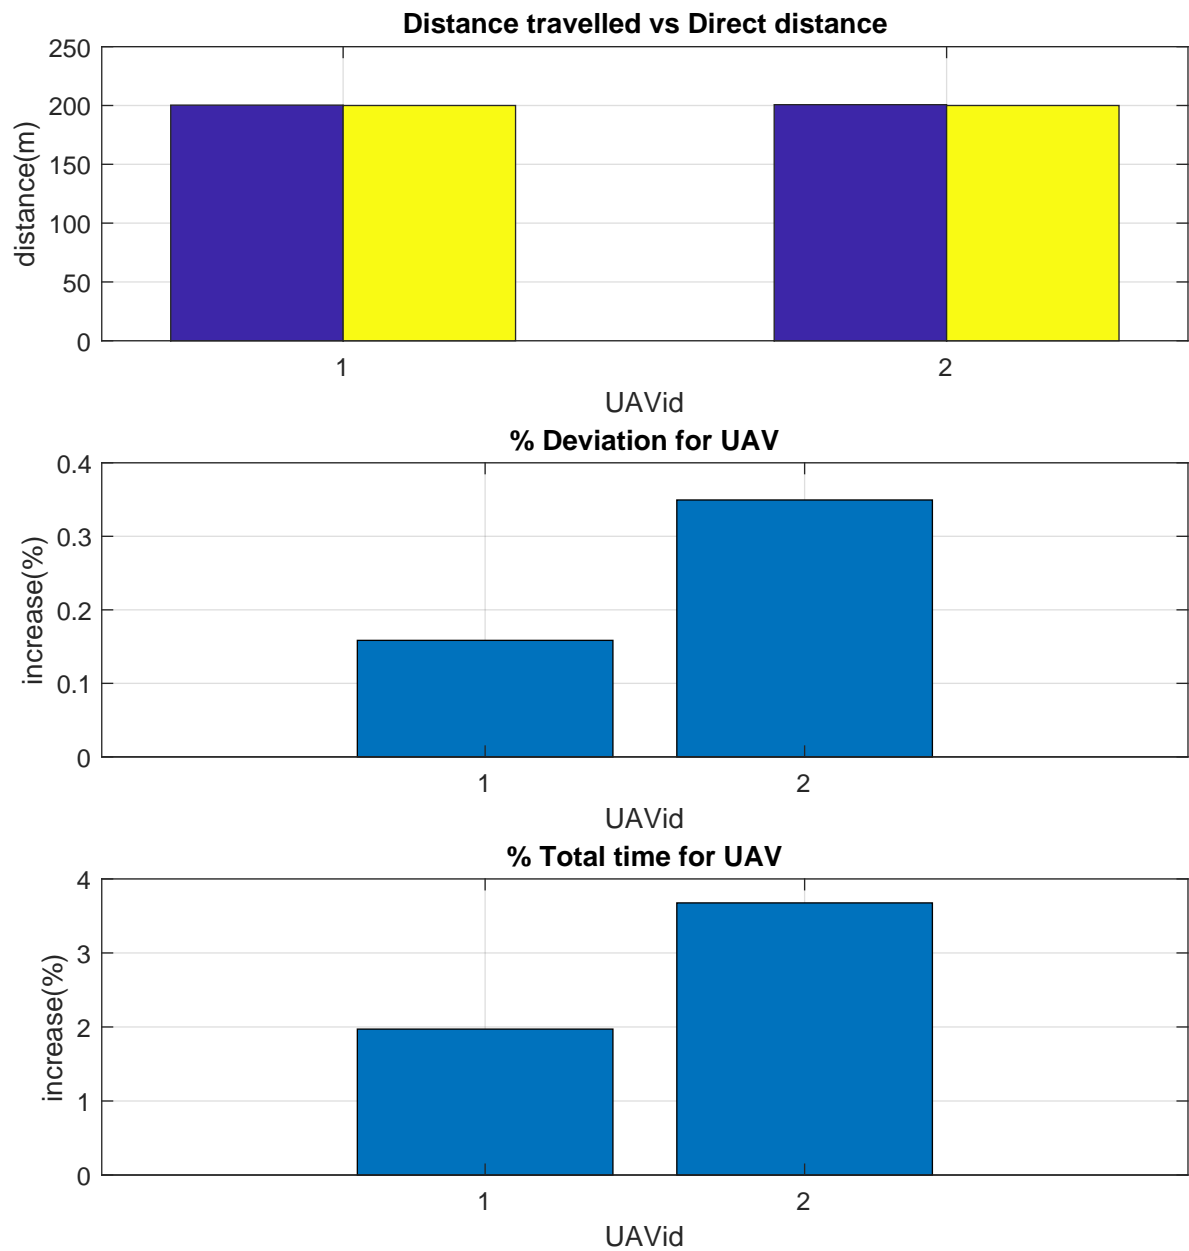 Distance travelled vs Direct distance
250
200
150
100
50
0
distance(m)
1 2
UAVid
% Deviation for UAV
0.4
0.3
0.2
0.1
0
increase(%)
1 2
UAVid
% Total time for UAV
4
3
2
1
0
increase(%)
1 2
UAVid